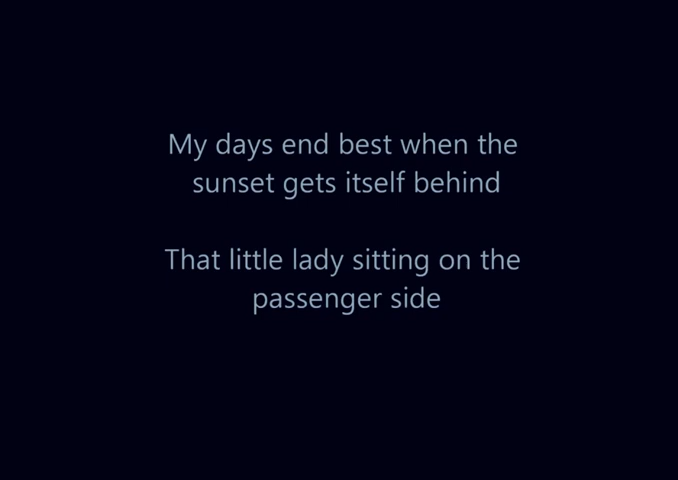 My days end best when the
sunset gets itself behind
That little lady sitting on the
passenger side